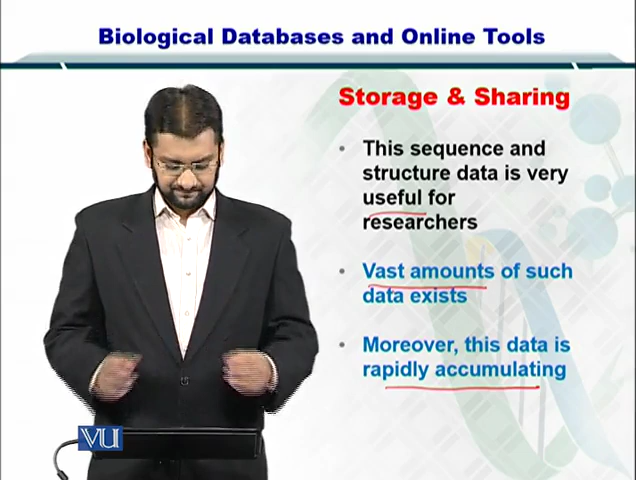 Biological Databases and Online Tools
Storage & Sharing
• This sequence and
structure data is very
useful for
researchers
• Vast amounts of such
data exists
• Moreover, this data is
rapidly accumulating
VU